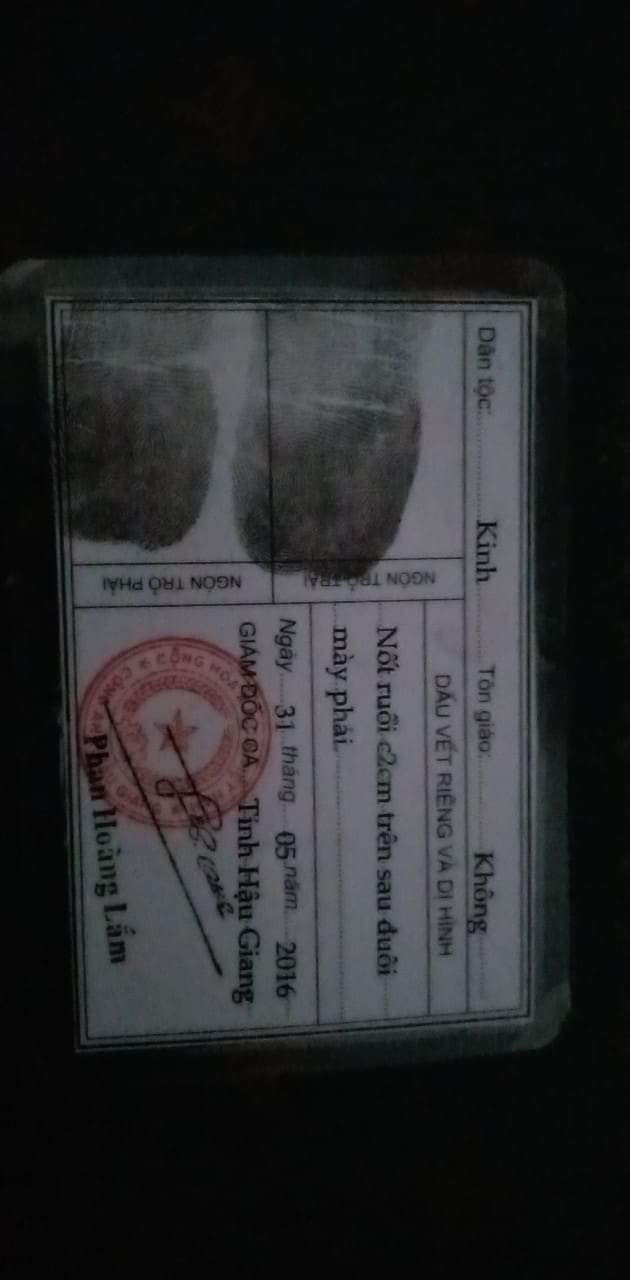 Dân tộc: Kinh Tôn giáo: Không
DẤU VẾT RIÊNG VÀ DỊ HÌNH
Nốt ruồi c2cm trên sau đuôi
mày phải.
NGÓN TRỎ TRÁI
NGÓN TRỎ PHẢI
Ngày 31 tháng 05 năm 2016
GIÁM ĐỐC CA Tỉnh Hậu Giang
CỘNG HOÀ
Phan Hoàng Lắm